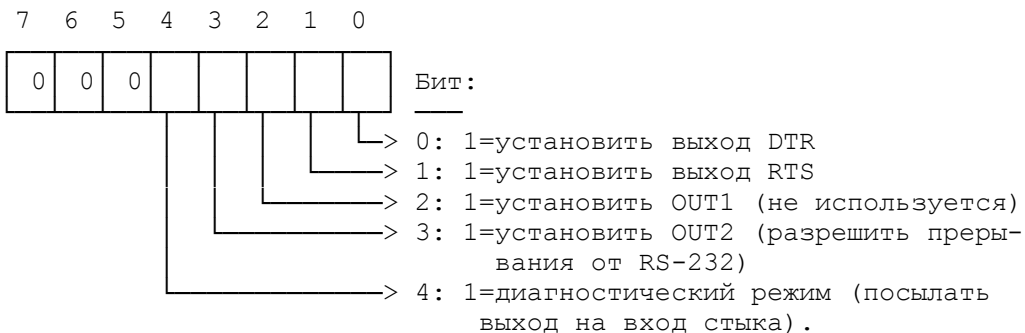 7 6 5 4 3 2 1 0
0 0 0 Бит:
0: 1=установить выход DTR
1: 1=установить выход RTS
2: 1=установить OUT1 (не используется)
3: 1=установить OUT2 (разрешить преры-
вания от RS-232)
4: 1=диагностический режим (посылать
выход на вход стыка).